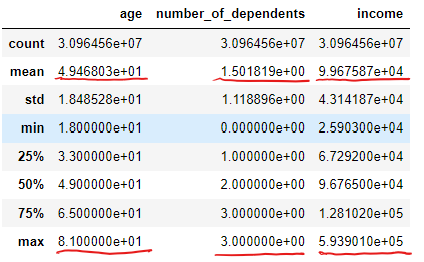 age number_of_dependents income
count 3.096456e+07 3.096456e+07 3.096456e+07
mean 4.946803e+01 1.501819e+00 9.967587e+04
std 1.848528e+01 1.118896e+00 4.314187e+04
min 1.800000e+01 0.000000e+00 2.590300e+04
25% 3.300000e+01 1.000000e+00 6.729200e+04
50% 4.900000e+01 2.000000e+00 9.676500e+04
75% 6.500000e+01 3.000000e+00 1.281020e+05
max 8.100000e+01 3.000000e+00 5.939010e+05